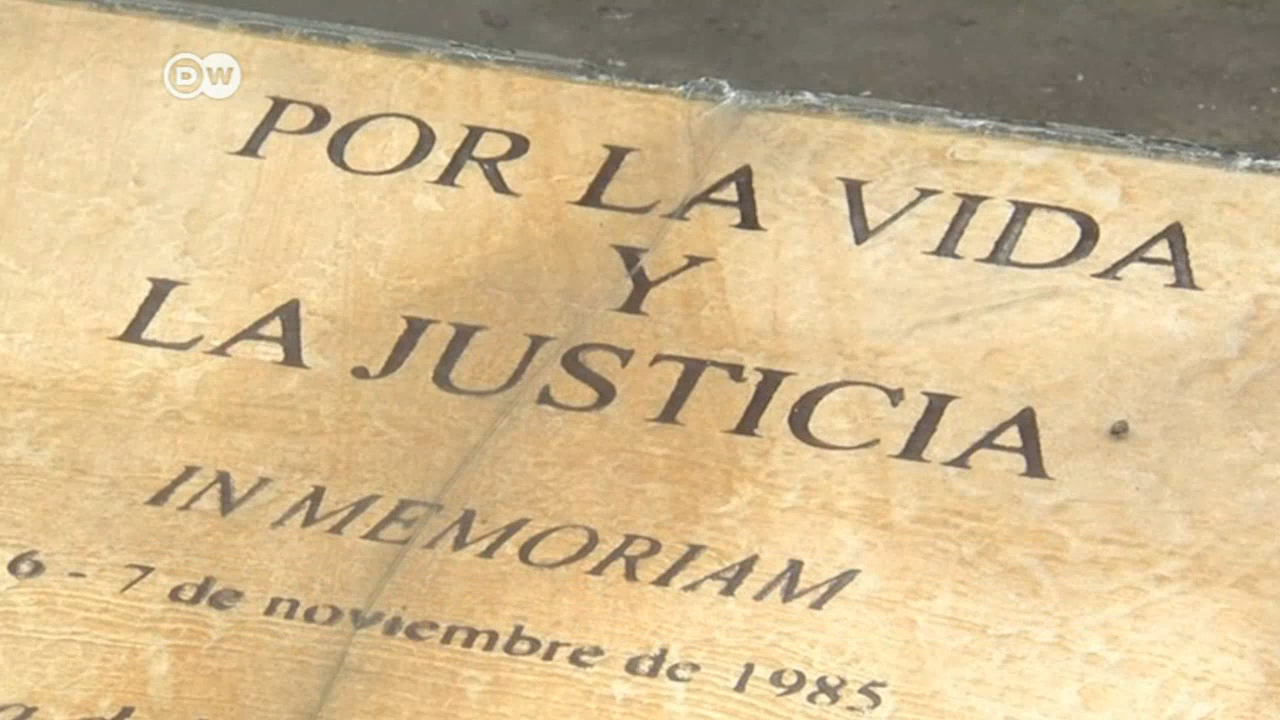 DW
POR LA VIDA
Y
LA JUSTICIA
IN MEMORIAM
6 - 7 de noviembre de 1985